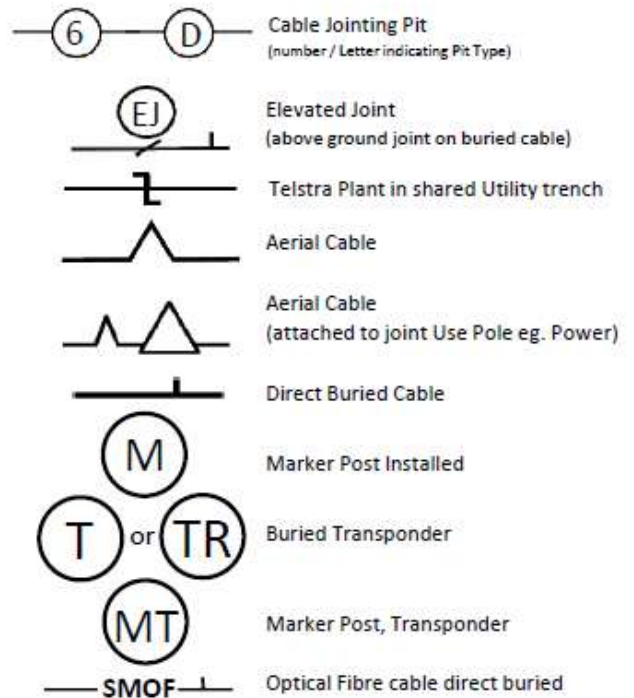 6 D Cable Jointing Pit
(number / Letter indicating Pit Type)
EJ Elevated Joint
(above ground joint on buried cable)
Telstra Plant in shared Utility trench
Aerial Cable
Aerial Cable
(attached to joint Use Pole eg. Power)
Direct Buried Cable
M Marker Post Installed
T or TR Buried Transponder
MT Marker Post, Transponder
SMOF Optical Fibre cable direct buried